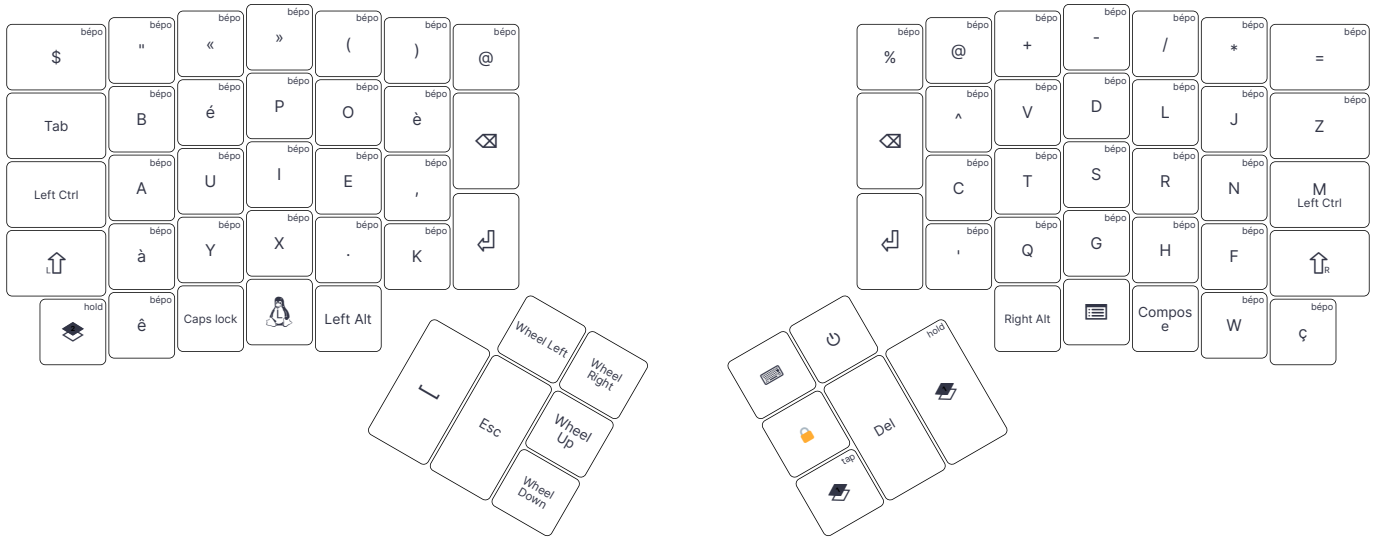 bépo bépo bépo bépo bépo bépo bépo bépo bépo bépo bépo bépo bépo bépo
$ " « » ( ) @ % @ + - / * =
bépo bépo bépo bépo bépo bépo bépo bépo bépo bépo bépo
Tab B é P O è ^ V D L J Z
bépo bépo bépo bépo bépo bépo bépo bépo bépo bépo
Left Ctrl A U I E , C T S R N M
Left Ctrl
bépo bépo bépo bépo bépo bépo bépo bépo bépo bépo
L à Y X . K ' Q G H F R
hold bépo bépo bépo
ê Caps lock L Left Alt Right Alt Compos
e
W ç
Wheel Left
Wheel
Right
Esc
Wheel
Up
Wheel
Down
hold
Del
tap